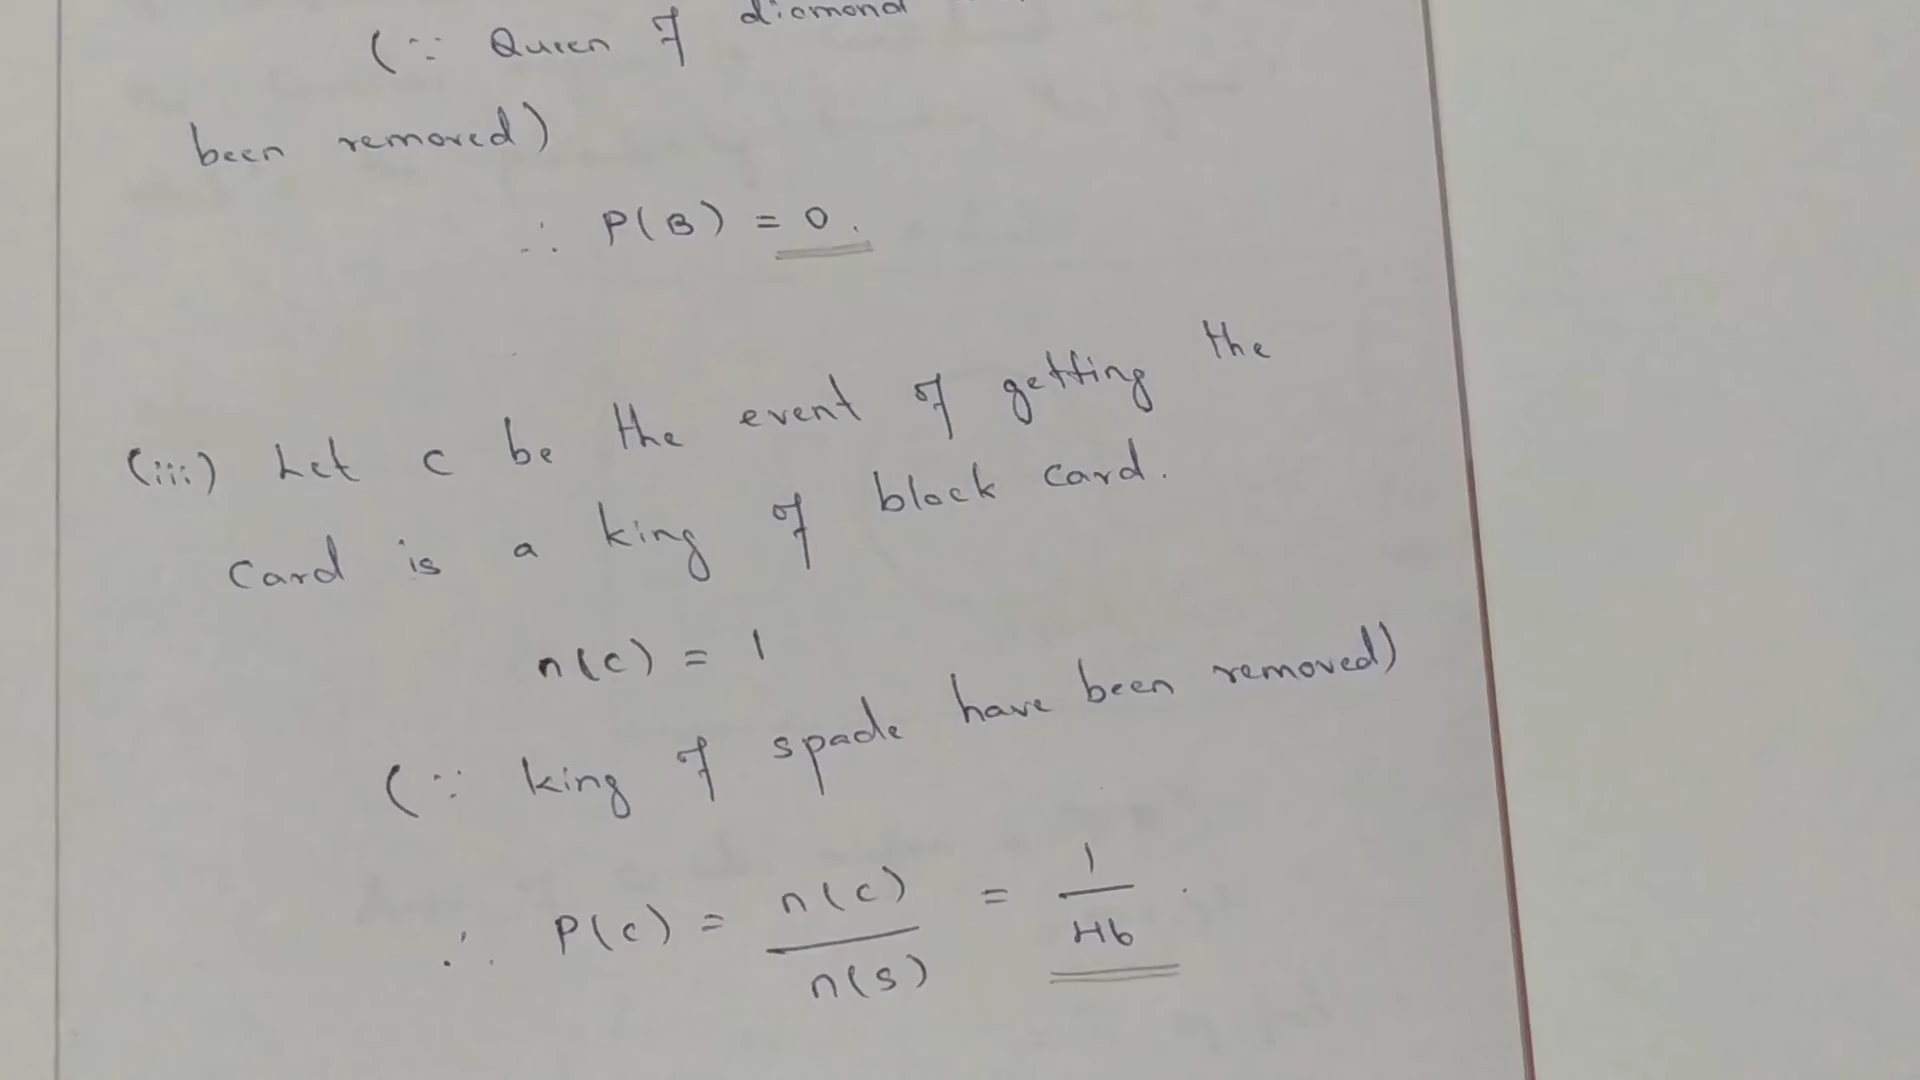 (∵ Queen of diamond
been removed)
∴ P(B) = 0.
(iii) Let C be the event of getting the
card is a king of black card.
n(C) = 1
(∵ king of spade have been removed)
∴ P(C) = n(C)/n(S) = 1/46.